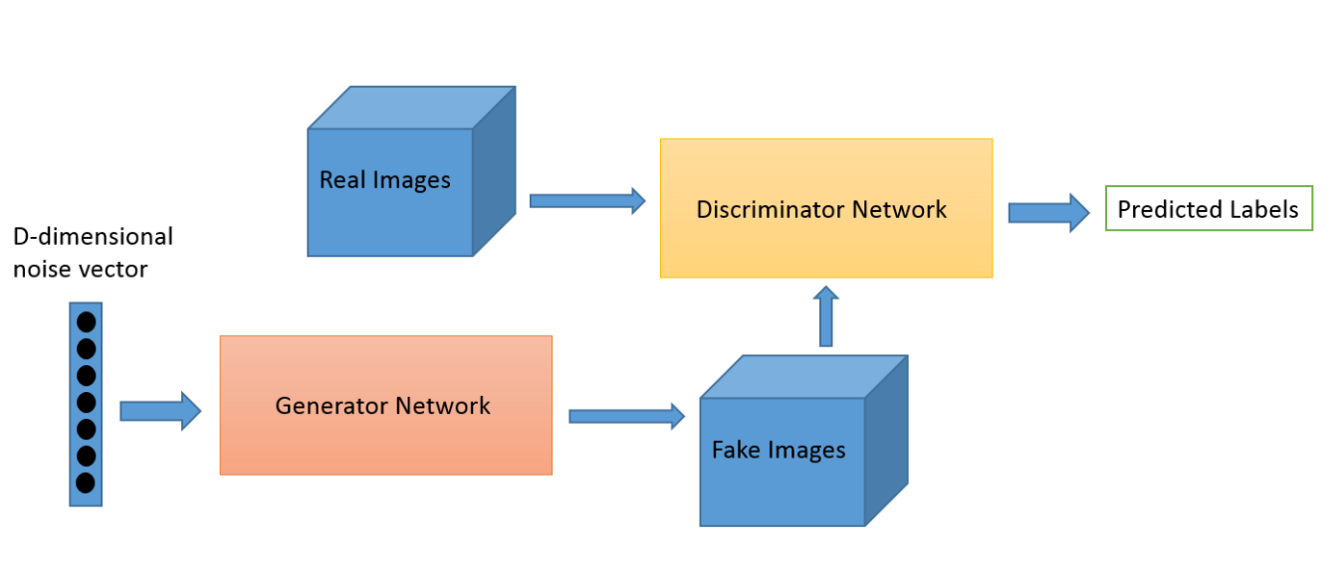 Real Images
Discriminator Network
Predicted Labels
D-dimensional
noise vector
Generator Network
Fake Images